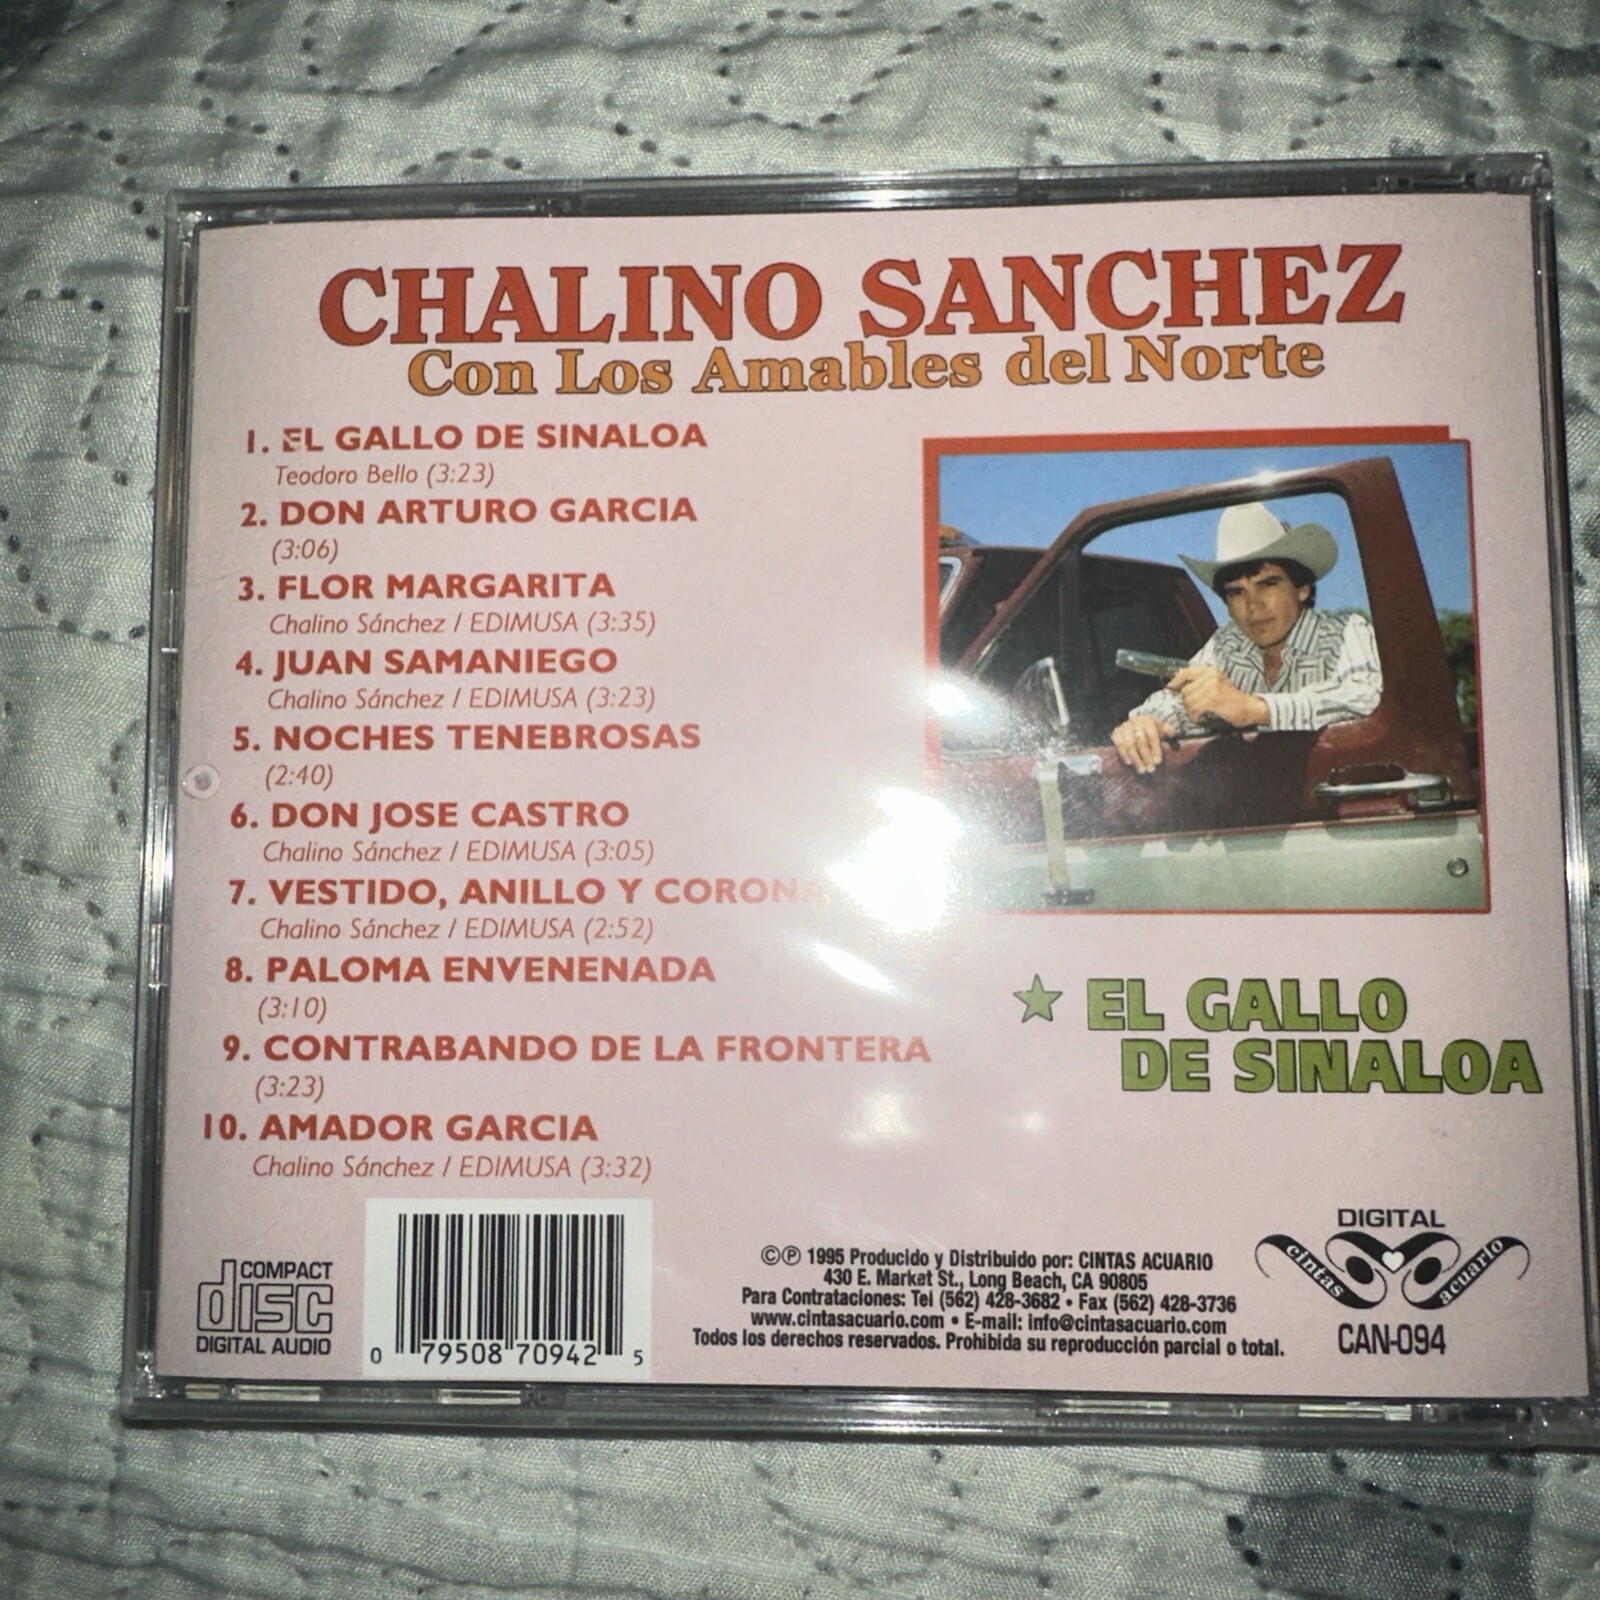 CHALINO SANCHEZ
Con Los Amables del Norte
1. EL GALLO DE SINALOA
Teodoro Bello (3:23)
2. DON ARTURO GARCIA
(3:06)
3. FLOR MARGARITA
Chalino Sánchez / EDIMUSA (3:35)
4. JUAN SAMANIEGO
Chalino Sánchez / EDIMUSA (3:23)
5. NOCHES TENEBROSAS
(2:40)
6. DON JOSE CASTRO
Chalino Sánchez / EDIMUSA (3:05)
7. VESTIDO, ANILLO Y CORONA
Chalino Sánchez / EDIMUSA (2:52)
8. PALOMA ENVENENADA
(3:10)
9. CONTRABANDO DE LA FRONTERA
(3:23)
10. AMADOR GARCIA
Chalino Sánchez / EDIMUSA (3:32)
★ EL GALLO
DE SINALOA
COMPACT
disc
DIGITAL AUDIO
0 79508 70942 5
©℗ 1995 Producido y Distribuido por: CINTAS ACUARIO
430 E. Market St., Long Beach, CA 90805
Para Contrataciones: Tel (562) 428-3682 • Fax (562) 428-3736
www.cintasacuario.com • E-mail: info@cintasacuario.com
Todos los derechos reservados. Prohibida su reproducción parcial o total.
DIGITAL
cintas acuario
CAN-094